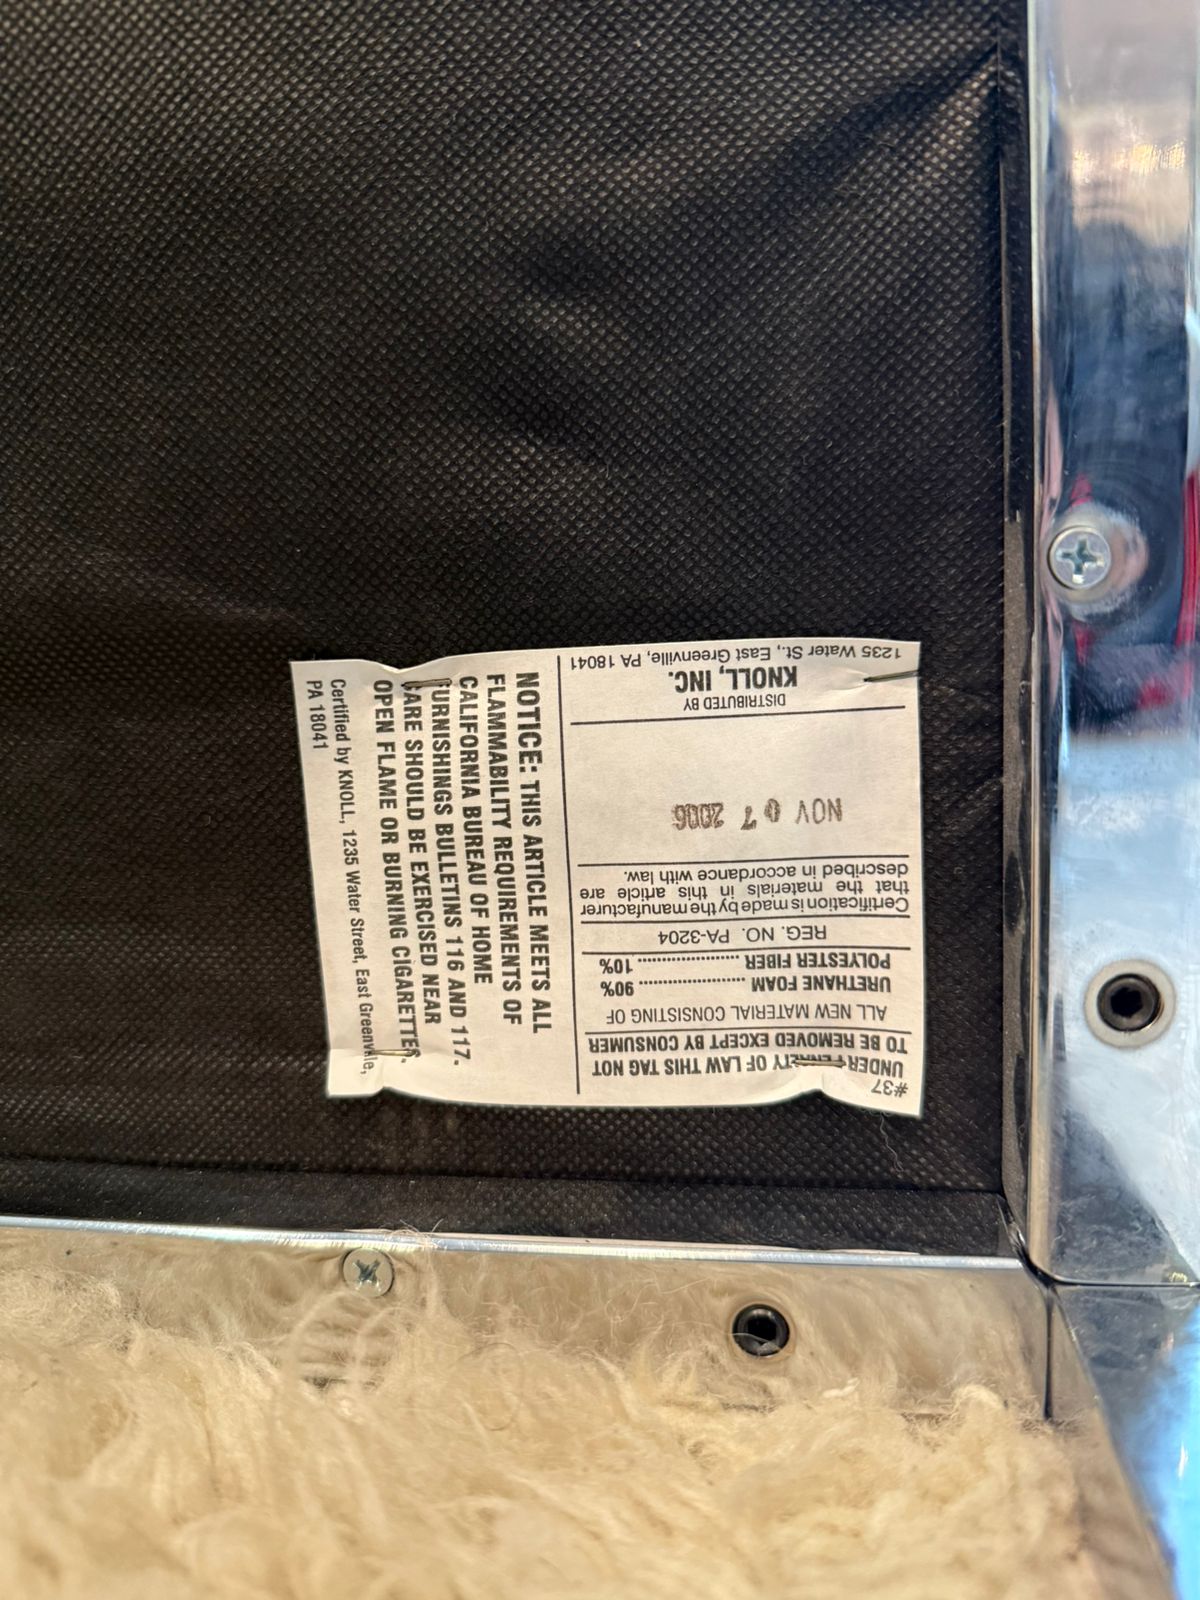 #37
UNDER PENALTY OF LAW THIS TAG NOT
TO BE REMOVED EXCEPT BY CONSUMER
ALL NEW MATERIAL CONSISTING OF
URETHANE FOAM ........................ 90%
POLYESTER FIBER ...................... 10%
REG. NO. PA-3204
Certification is made by the manufacturer
that the materials in this article are
described in accordance with law.
NOV 07 2006
DISTRIBUTED BY
KNOLL, INC.
1235 Water St., East Greenville, PA 18041
NOTICE: THIS ARTICLE MEETS ALL
FLAMMABILITY REQUIREMENTS OF
CALIFORNIA BUREAU OF HOME
FURNISHINGS BULLETINS 116 AND 117.
CARE SHOULD BE EXERCISED NEAR
OPEN FLAME OR BURNING CIGARETTES.
Certified by KNOLL, 1235 Water Street, East Greenville,
PA 18041